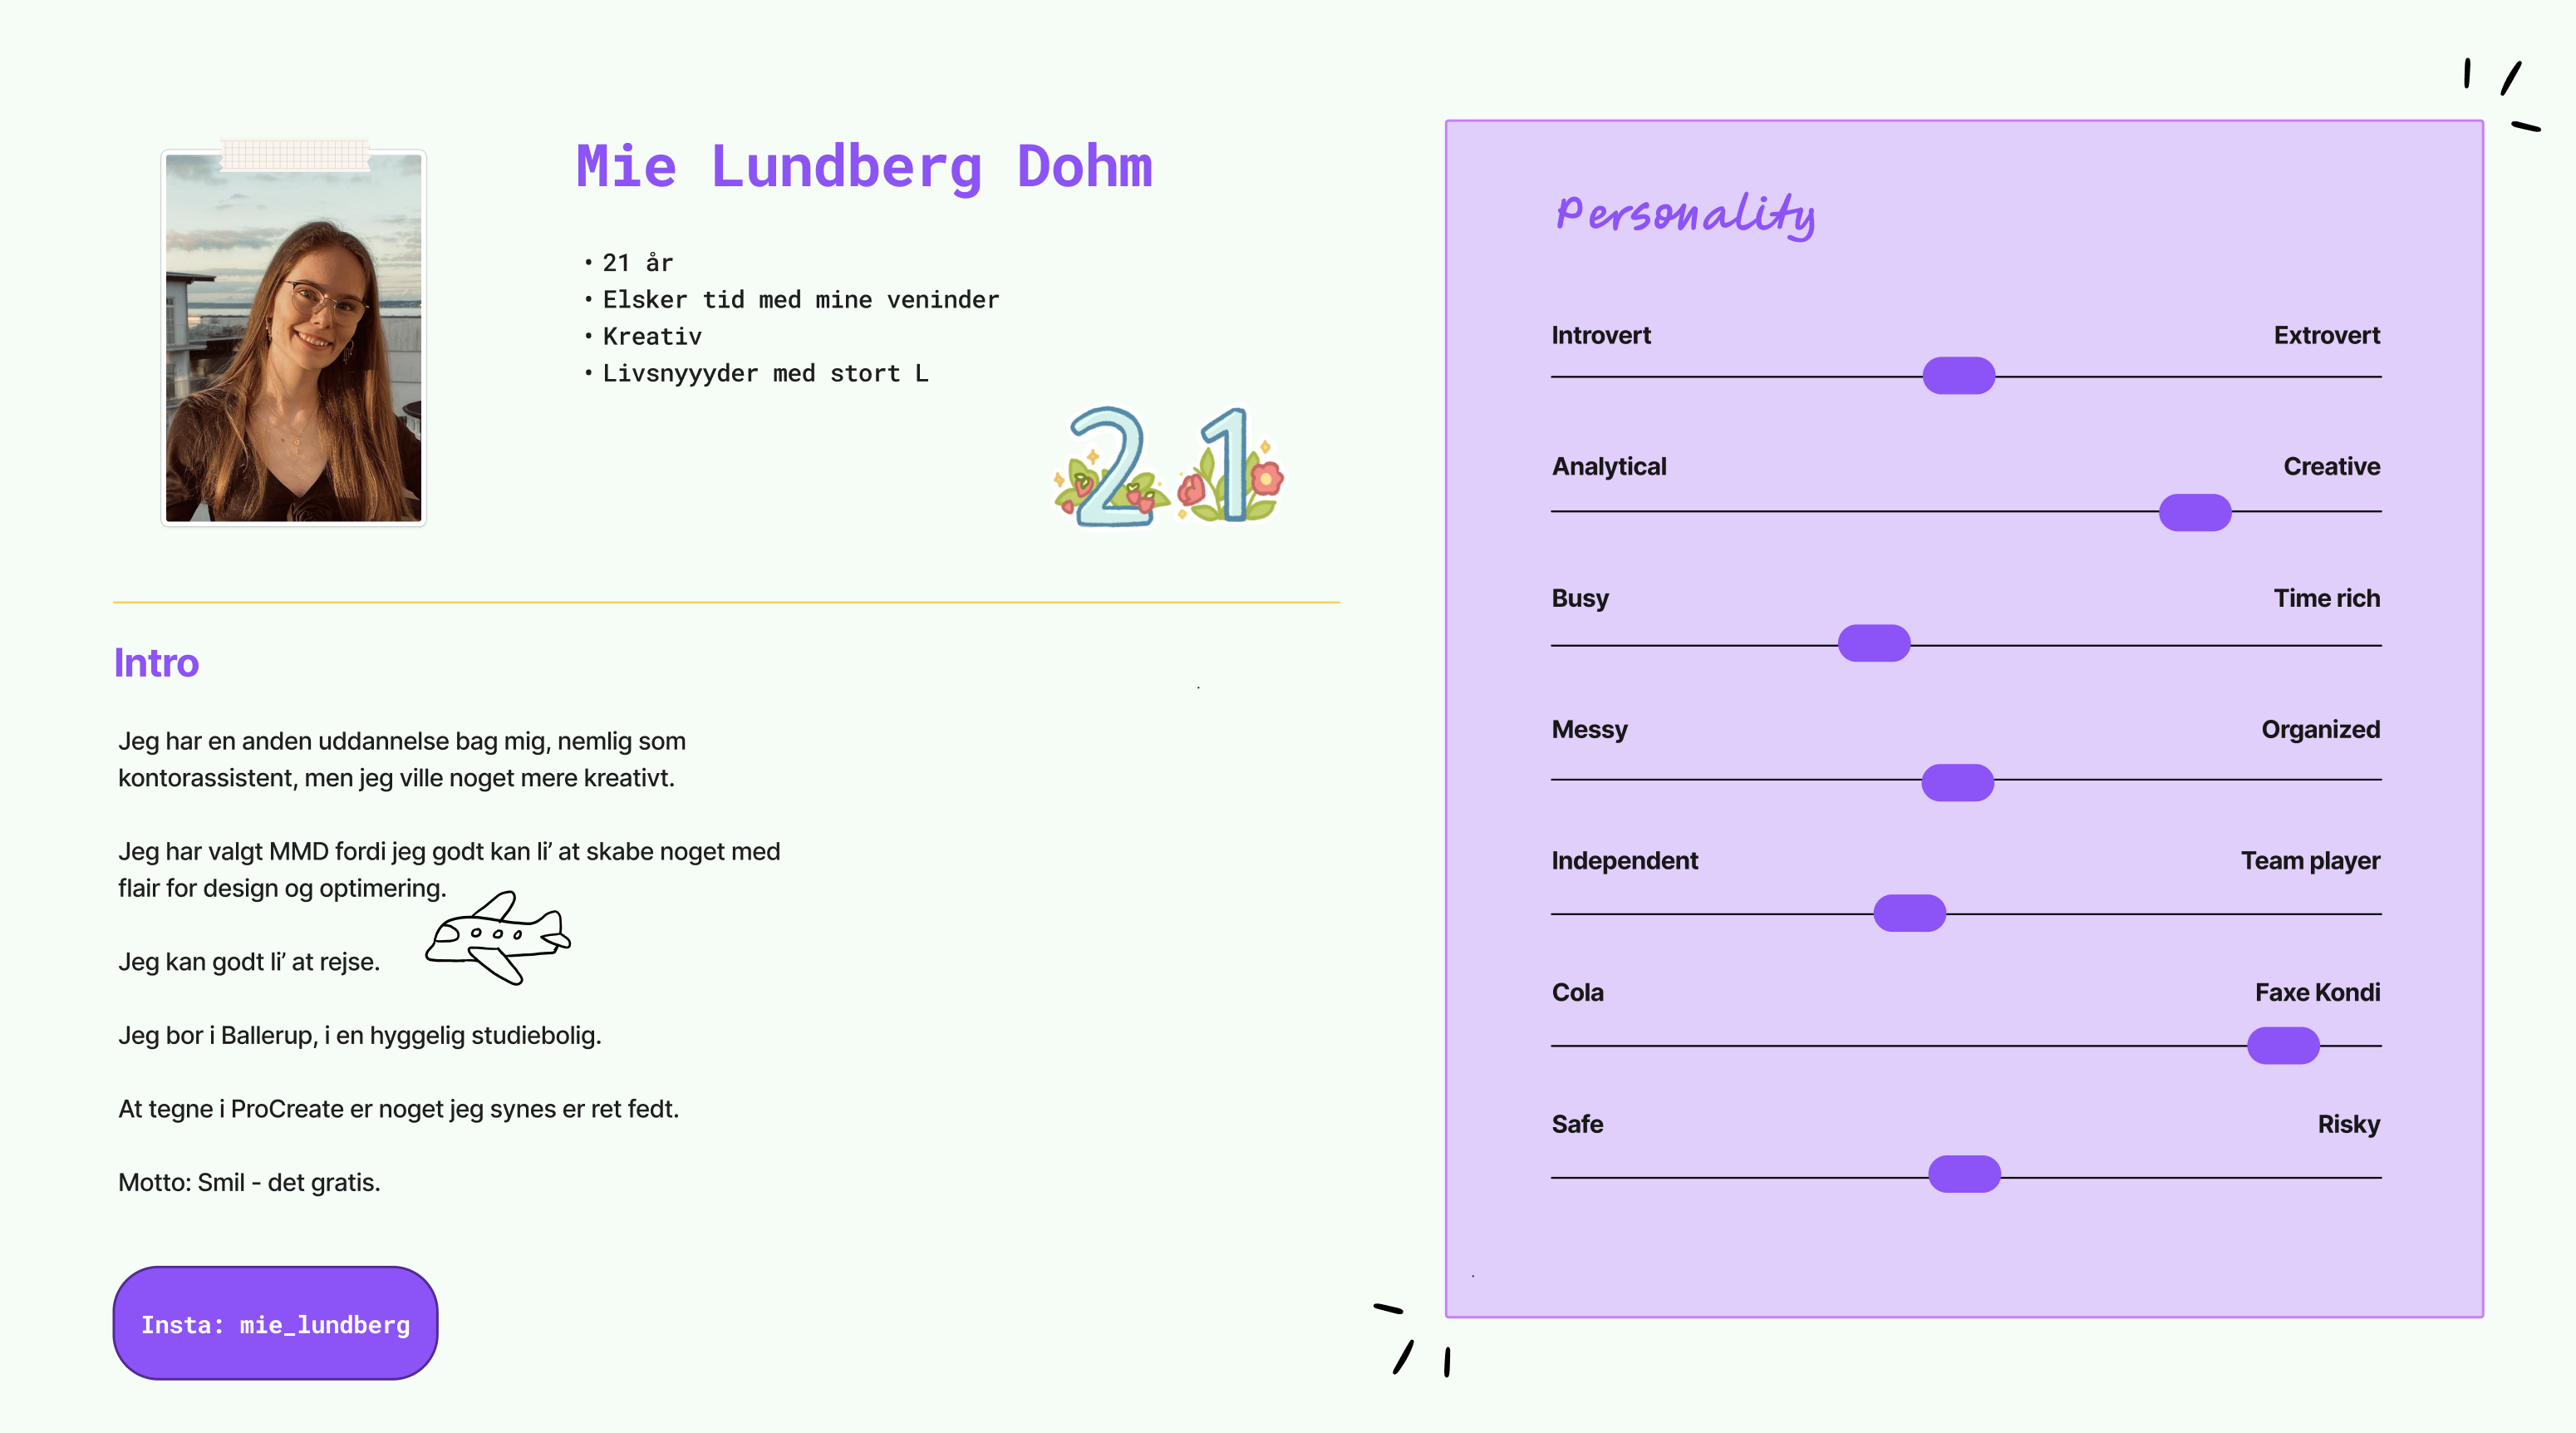 Mie Lundberg Dohm
• 21 år
• Elsker tid med mine veninder
• Kreativ
• Livsnyyyder med stort L
21
Intro
Jeg har en anden uddannelse bag mig, nemlig som
kontorassistent, men jeg ville noget mere kreativt.
Jeg har valgt MMD fordi jeg godt kan li’ at skabe noget med
flair for design og optimering.
Jeg kan godt li’ at rejse.
Jeg bor i Ballerup, i en hyggelig studiebolig.
At tegne i ProCreate er noget jeg synes er ret fedt.
Motto: Smil - det gratis.
Insta: mie_lundberg
Personality
Introvert Extrovert
Analytical Creative
Busy Time rich
Messy Organized
Independent Team player
Cola Faxe Kondi
Safe Risky